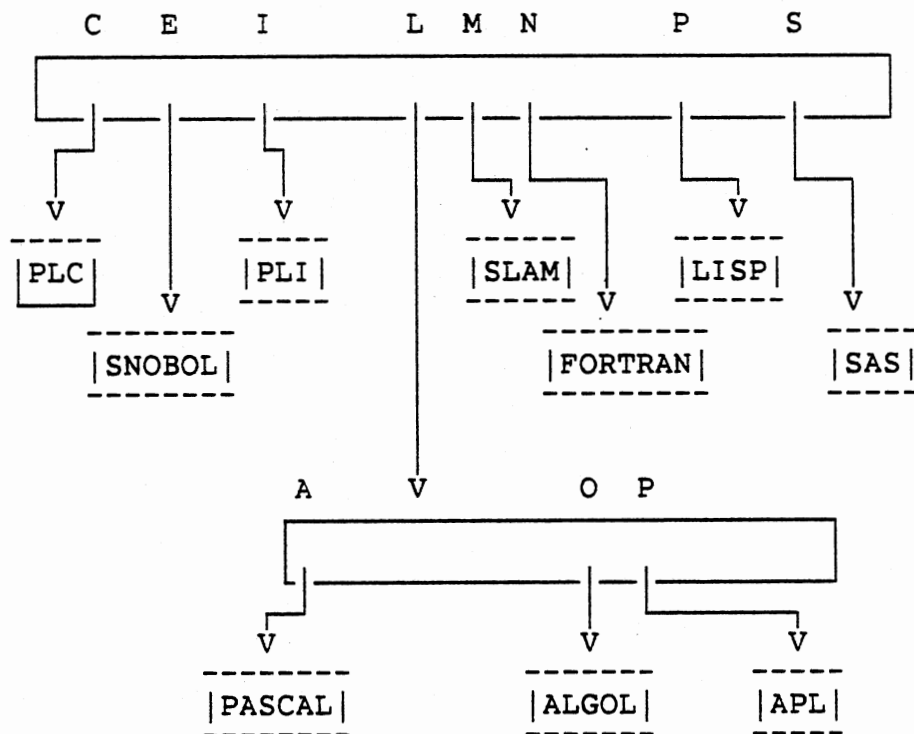 C E I L M N P S
V V V
|PLC| |PLI| |SLAM| |LISP|
V V V
|SNOBOL| |FORTRAN| |SAS|
A V O P
V V V
|PASCAL| |ALGOL| |APL|